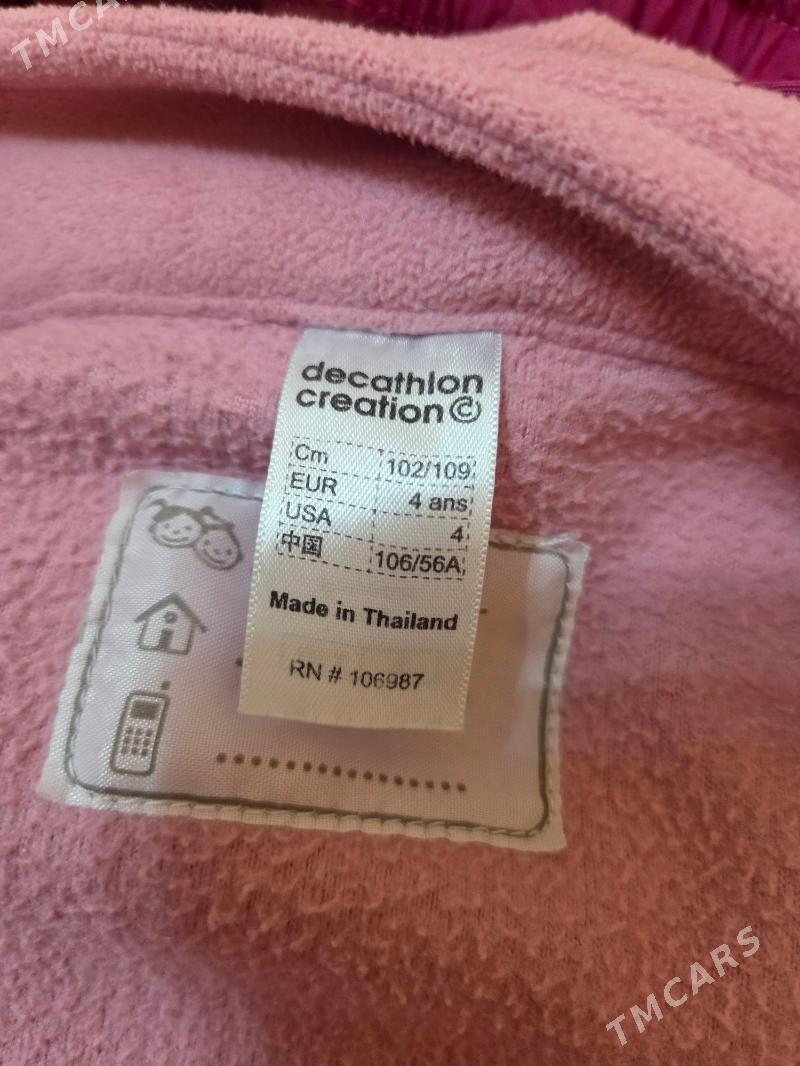 TMCARS
decathlon
creation©
Cm 102/109
EUR 4 ans
USA 4
中国 106/56A
Made in Thailand
RN # 106987
TMCARS